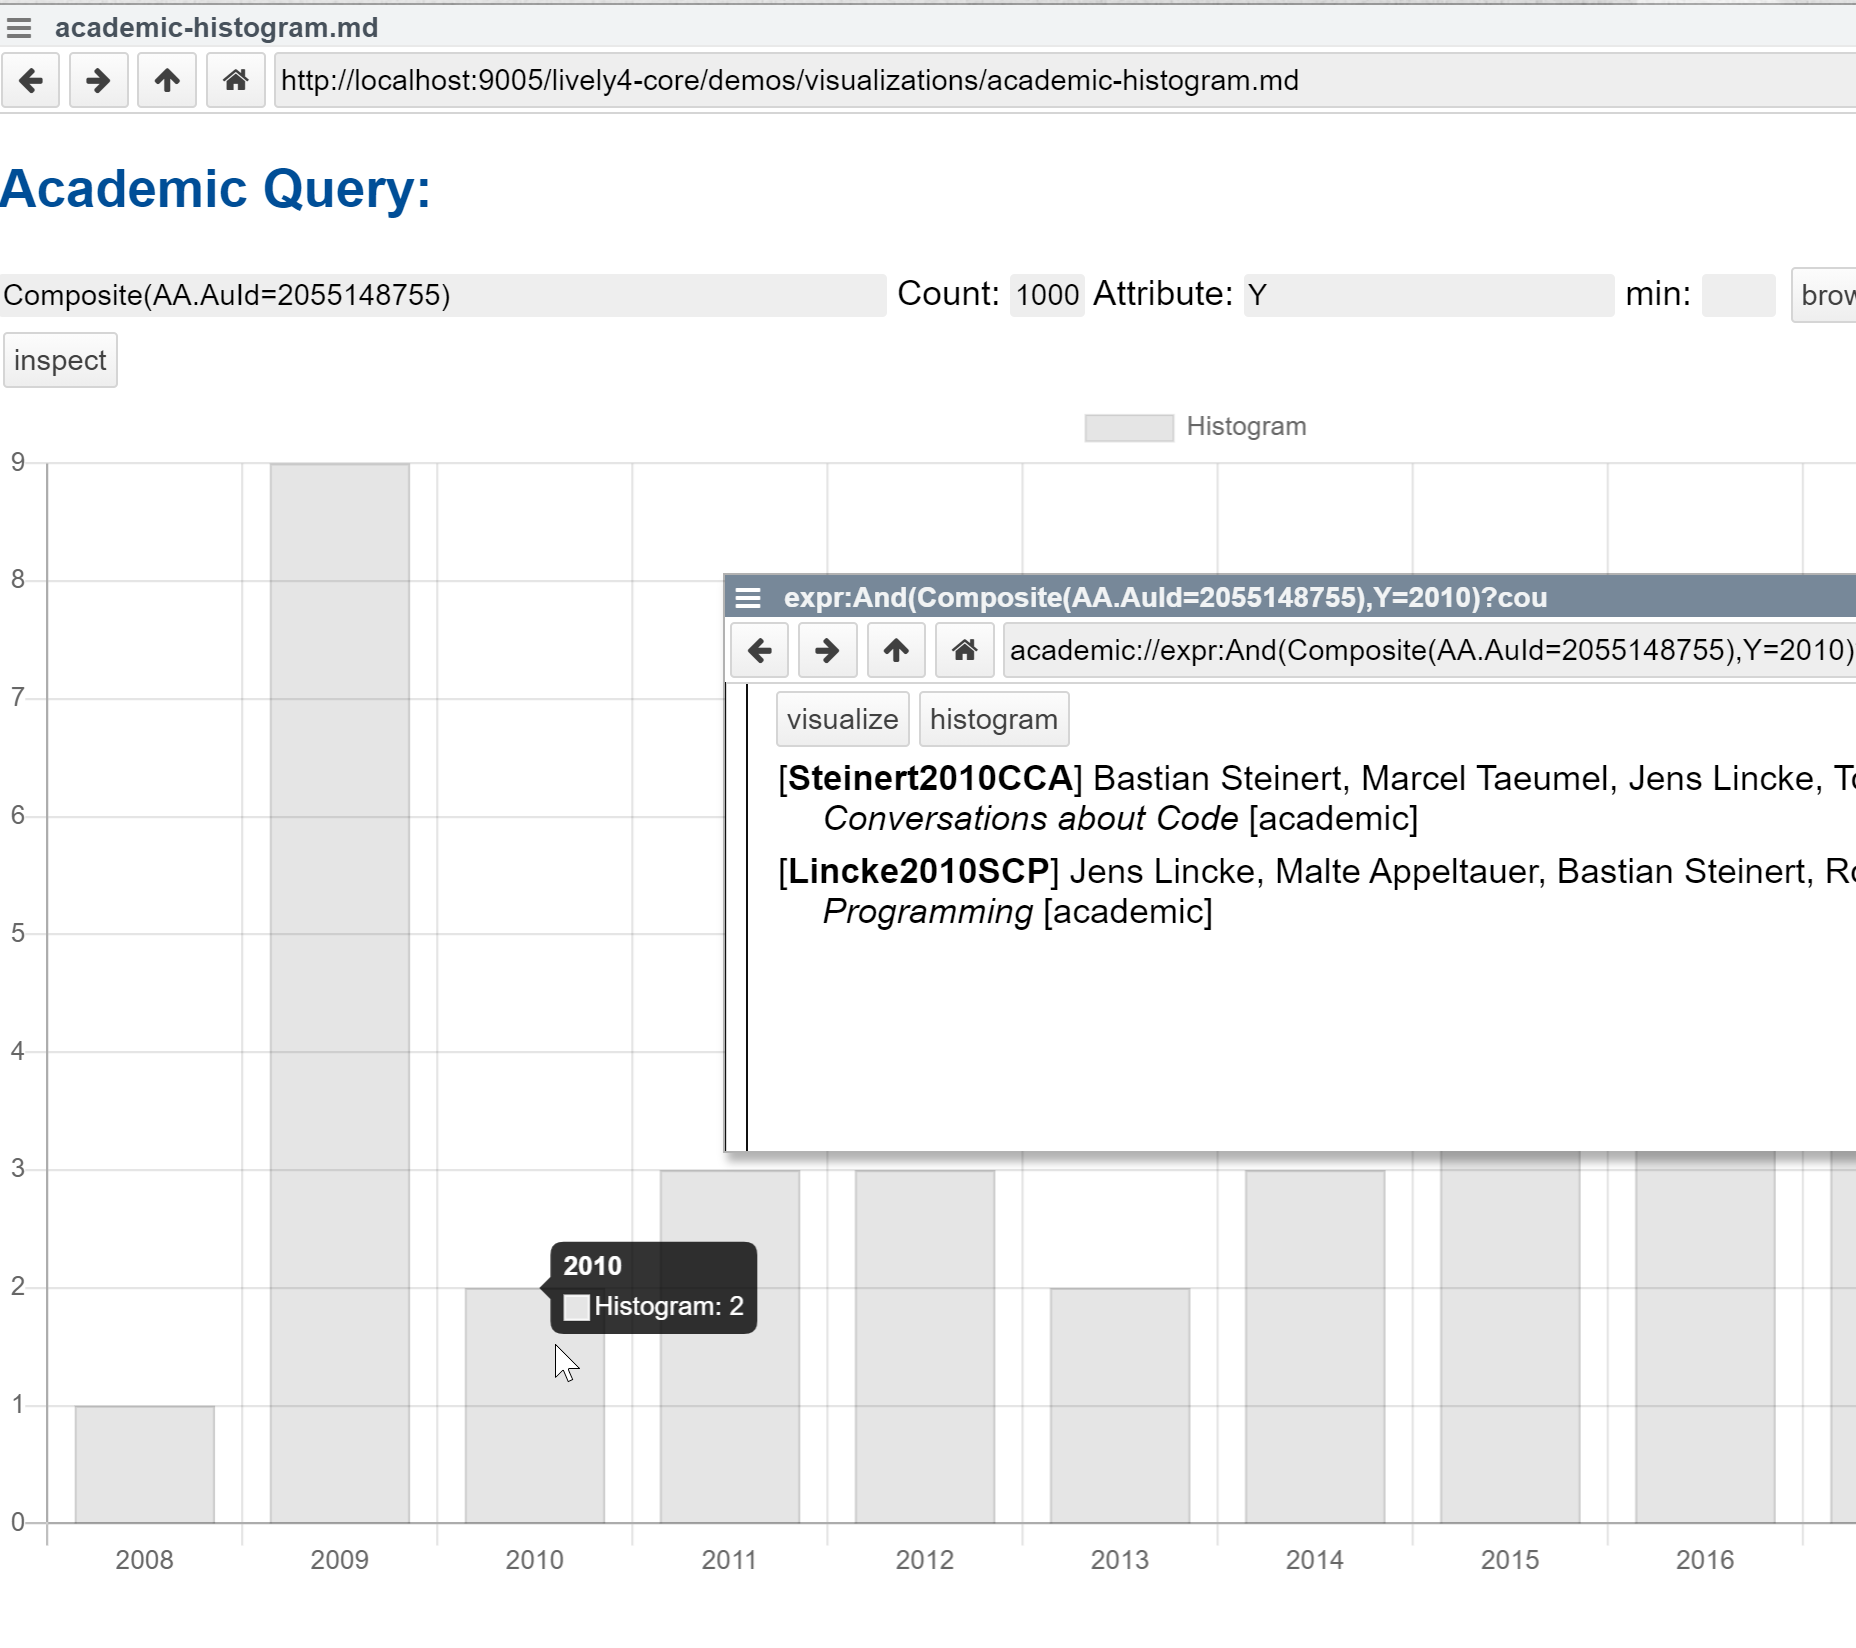 academic-histogram.md
http://localhost:9005/lively4-core/demos/visualizations/academic-histogram.md
Academic Query:
Composite(AA.AuId=2055148755) Count: 1000 Attribute: Y min:
inspect
Histogram
9
8
7
6
5
4
3
2
1
0
expr:And(Composite(AA.AuId=2055148755),Y=2010)?cou
academic://expr:And(Composite(AA.AuId=2055148755),Y=2010)
visualize histogram
[Steinert2010CCA] Bastian Steinert, Marcel Taeumel, Jens Lincke,
Conversations about Code [academic]
[Lincke2010SCP] Jens Lincke, Malte Appeltauer, Bastian Steinert,
Programming [academic]
2010
Histogram: 2
2008 2009 2010 2011 2012 2013 2014 2015 2016